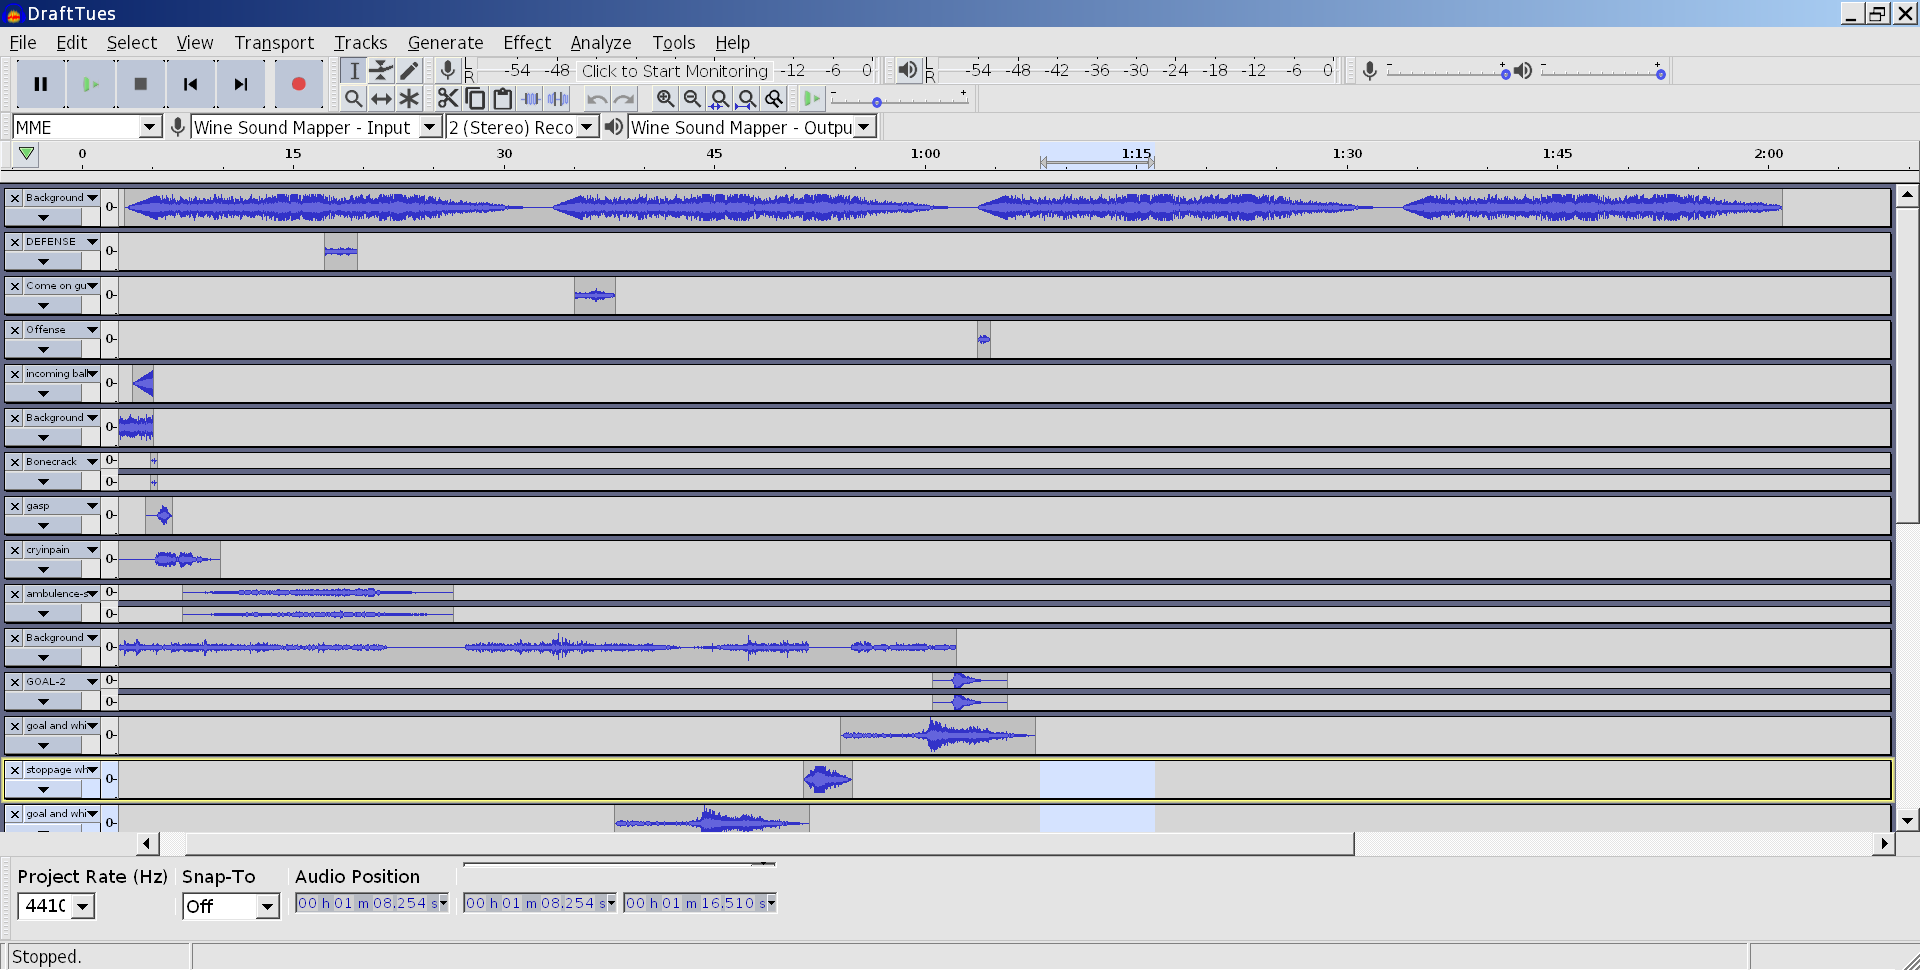 DraftTues
File Edit Select View Transport Tracks Generate Effect Analyze Tools Help
L R -54 -48 Click to Start Monitoring -12 -6 0 L R -54 -48 -42 -36 -30 -24 -18 -12 -6 0 - + - +
- +
MME Wine Sound Mapper - Input 2 (Stereo) Reco Wine Sound Mapper - Outpu
0 15 30 45 1:00 1:15 1:30 1:45 2:00
Background 0-
DEFENSE 0-
Come on gu 0-
Offense 0-
incoming ball 0-
Background 0-
Bonecrack 0-
0-
gasp 0-
cryinpain 0-
ambulence-s 0-
0-
Background 0-
GOAL-2 0-
0-
goal and whi 0-
stoppage wh 0-
goal and whi 0-
Project Rate (Hz) Snap-To Audio Position
441 Off 00 h 01 m 08.254 s 00 h 01 m 08.254 s 00 h 01 m 16.510 s
Stopped.